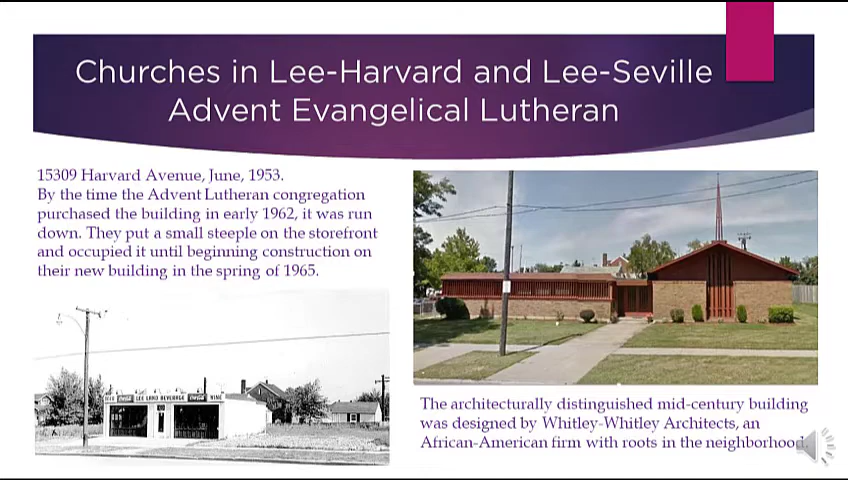 Churches in Lee-Harvard and Lee-Seville
Advent Evangelical Lutheran
15309 Harvard Avenue, June, 1953.
By the time the Advent Lutheran congregation
purchased the building in early 1962, it was run
down. They put a small steeple on the storefront
and occupied it until beginning construction on
their new building in the spring of 1965.
LEE LAND BEVERAGE
WINE
The architecturally distinguished mid-century building
was designed by Whitley-Whitley Architects, an
African-American firm with roots in the neighborhood.